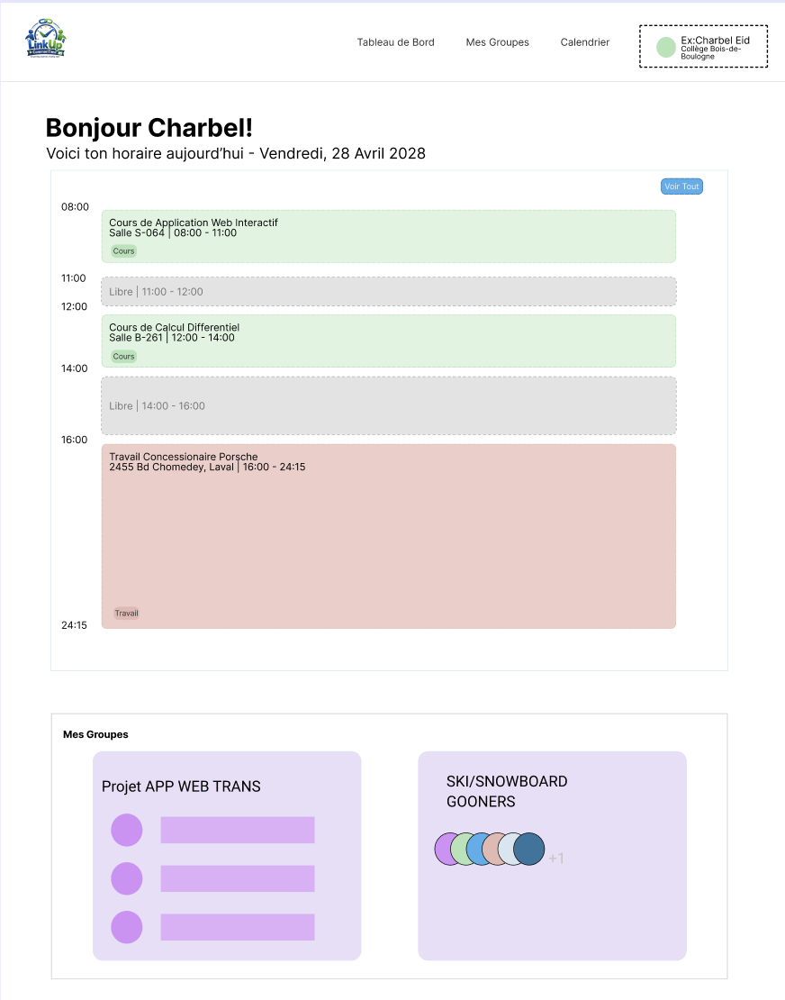 LinkUp
Tableau de Bord
Mes Groupes
Calendrier
Ex:Charbel Eid
Collège Bois-de-
Boulogne
Bonjour Charbel!
Voici ton horaire aujourd’hui - Vendredi, 28 Avril 2028
Voir Tout
08:00
Cours de Application Web Interactif
Salle S-064 | 08:00 - 11:00
Cours
11:00
Libre | 11:00 - 12:00
12:00
Cours de Calcul Differentiel
Salle B-261 | 12:00 - 14:00
Cours
14:00
Libre | 14:00 - 16:00
16:00
Travail Concessionaire Porsche
2455 Bd Chomedey, Laval | 16:00 - 24:15
Travail
24:15
Mes Groupes
Projet APP WEB TRANS
SKI/SNOWBOARD
GOONERS
+1